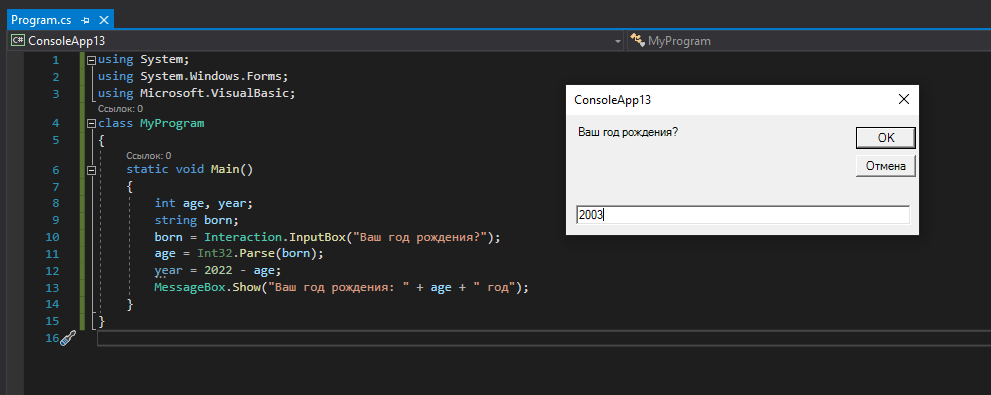 Program.cs
C# ConsoleApp13 MyProgram
1 using System;
2 using System.Windows.Forms;
3 using Microsoft.VisualBasic;
Ссылок: 0
4 class MyProgram
5 {
Ссылок: 0
6 static void Main()
7 {
8 int age, year;
9 string born;
10 born = Interaction.InputBox("Ваш год рождения?");
11 age = Int32.Parse(born);
12 year = 2022 - age;
13 MessageBox.Show("Ваш год рождения: " + age + " год");
14 }
15 }
16
ConsoleApp13
Ваш год рождения?
OK
Отмена
2003